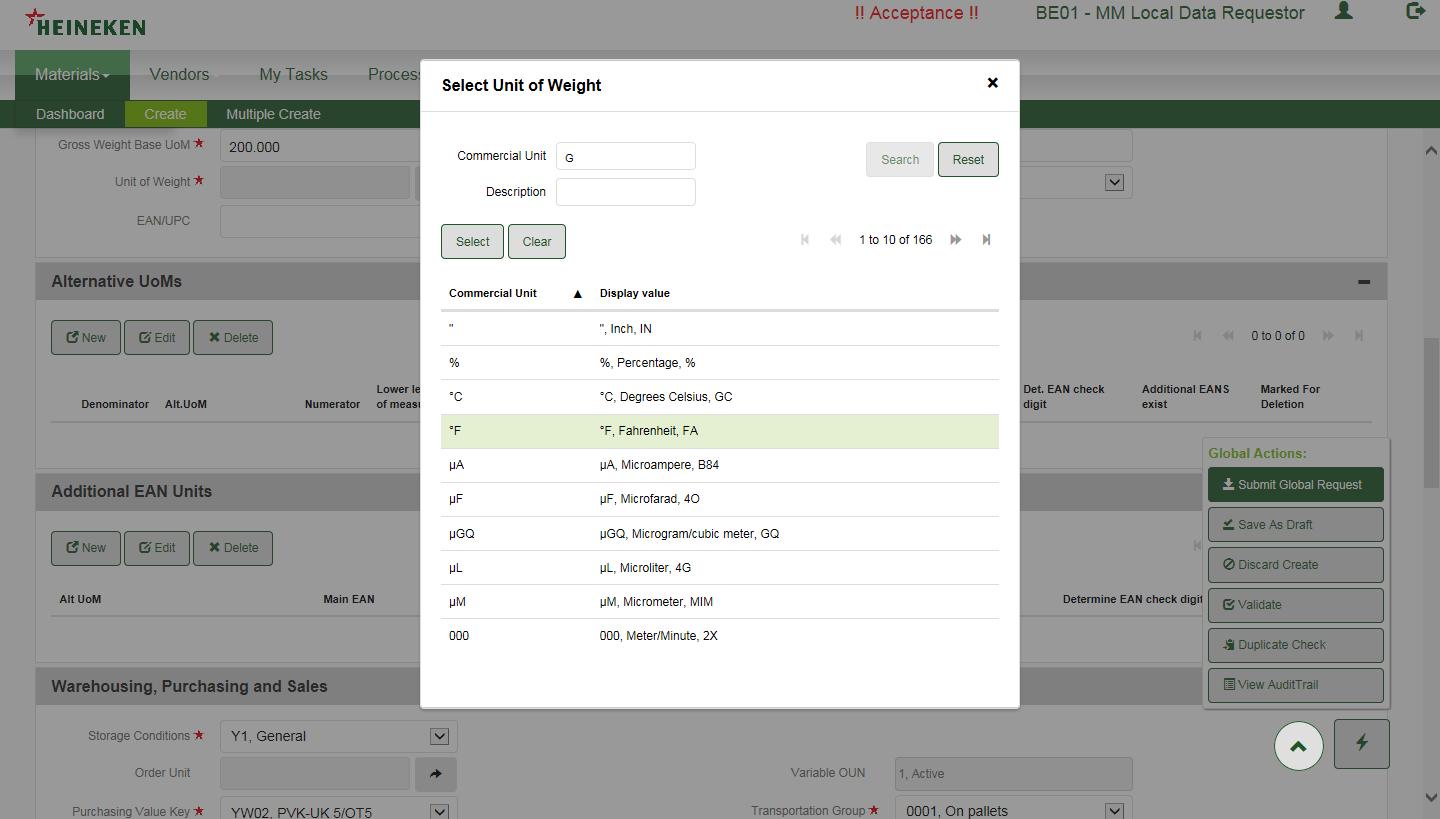 HEINEKEN
!! Acceptance !!
BE01 - MM Local Data Requestor
Materials
Vendors
My Tasks
Process
Dashboard
Create
Multiple Create
Gross Weight Base UoM *
200.000
Unit of Weight *
EAN/UPC
Alternative UoMs
New
Edit
Delete
0 to 0 of 0
Denominator
Alt.UoM
Numerator
Lower le
of measu
Det. EAN check
digit
Additional EANS
exist
Marked For
Deletion
Additional EAN Units
New
Edit
Delete
Alt UoM
Main EAN
Determine EAN check digit
Warehousing, Purchasing and Sales
Storage Conditions *
Y1, General
Order Unit
Variable OUN
1, Active
Purchasing Value Key *
YW02, PVK-UK 5/OT5
Transportation Group *
0001, On pallets
Select Unit of Weight
Commercial Unit
G
Search
Reset
Description
Select
Clear
1 to 10 of 166
Commercial Unit ▲ Display value
" ", Inch, IN
% %, Percentage, %
°C °C, Degrees Celsius, GC
°F °F, Fahrenheit, FA
µA µA, Microampere, B84
µF µF, Microfarad, 4O
µGQ µGQ, Microgram/cubic meter, GQ
µL µL, Microliter, 4G
µM µM, Micrometer, MIM
000 000, Meter/Minute, 2X
Global Actions:
Submit Global Request
Save As Draft
Discard Create
Validate
Duplicate Check
View AuditTrail